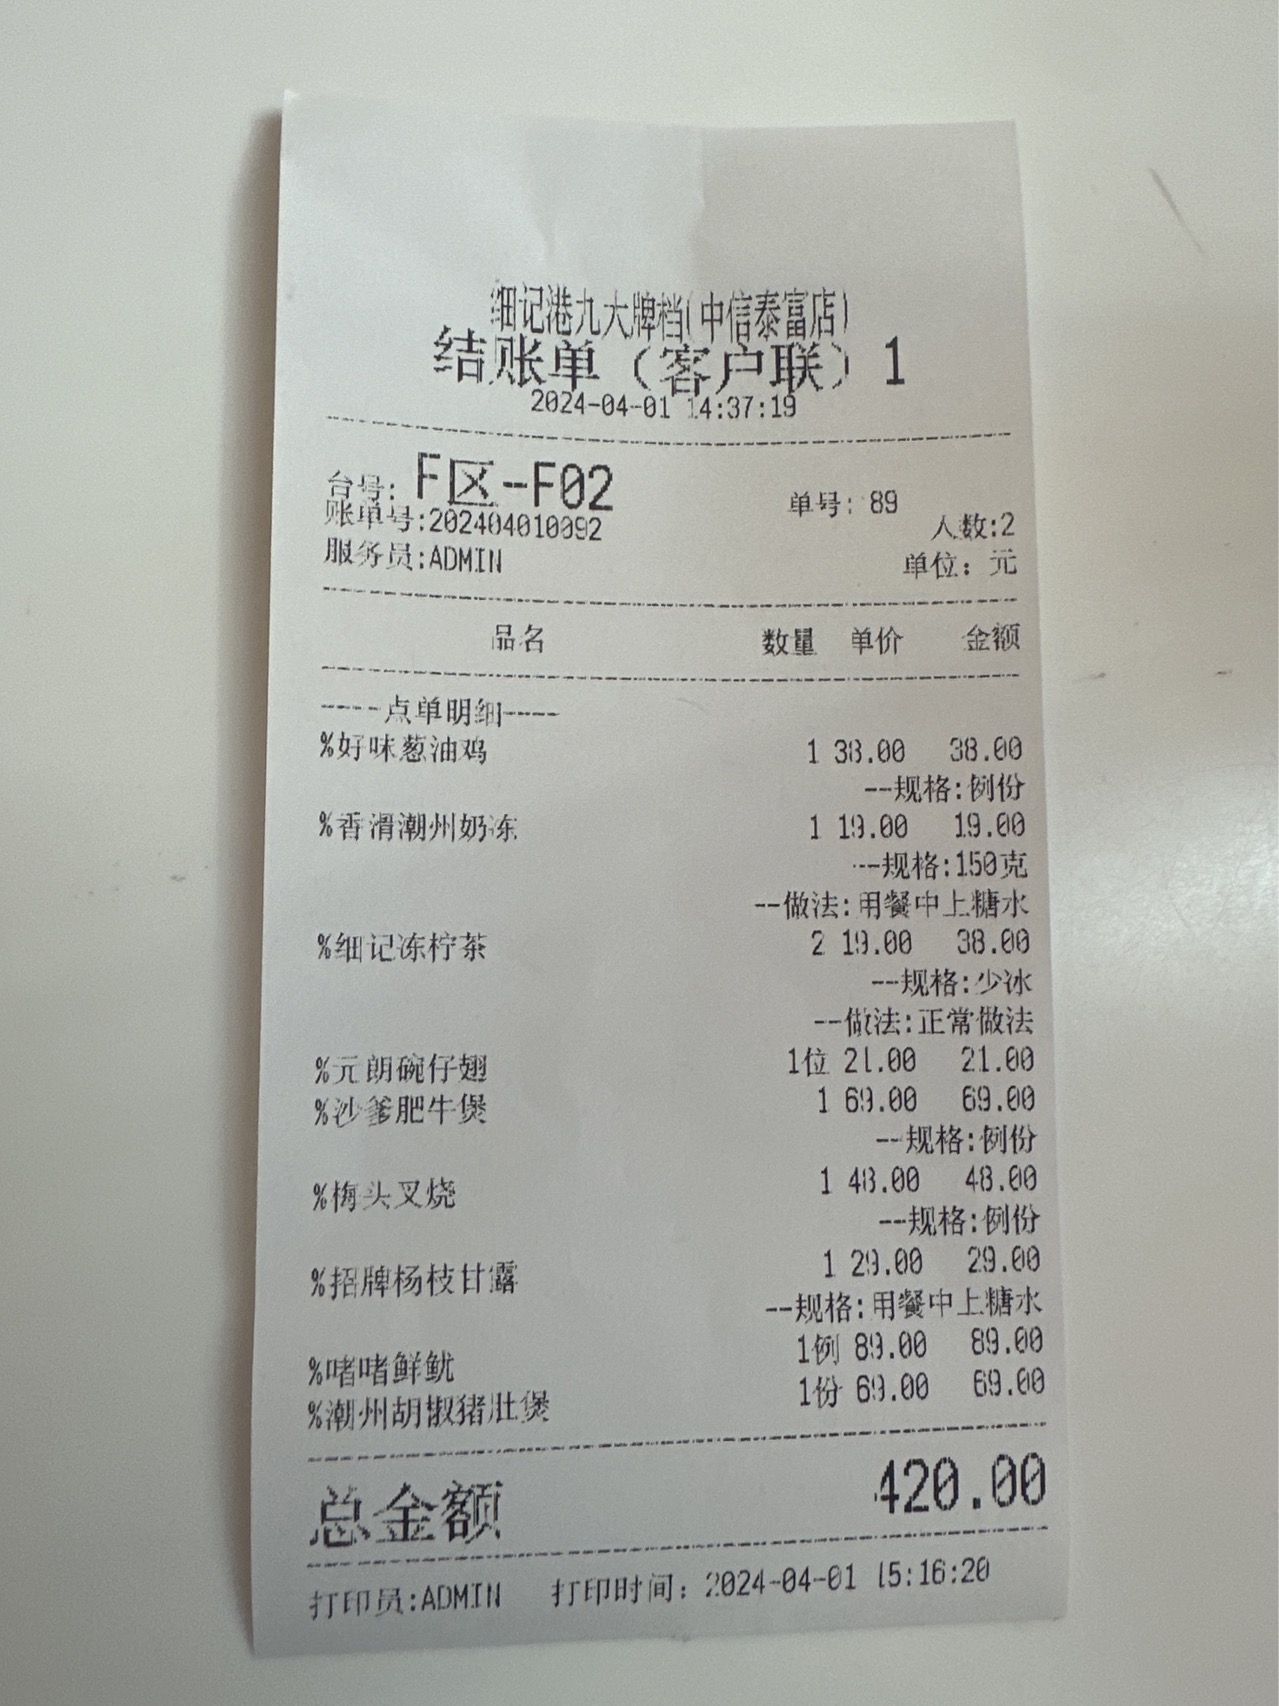 细记港九大牌档(中信泰富店)
结账单（客户联）1
2024-04-01 14:37:19
台号: F区-F02 单号: 89
账单号:202404010092 人数:2
服务员:ADMIN 单位: 元
品名 数量 单价 金额
----点单明细----
%好味葱油鸡 1 38.00 38.00
--规格:例份
%香滑潮州奶冻 1 19.00 19.00
--规格:150克
--做法:用餐中上糖水
%细记冻柠茶 2 19.00 38.00
--规格:少冰
--做法:正常做法
%元朗碗仔翅 1位 21.00 21.00
%沙爹肥牛煲 1 69.00 69.00
--规格:例份
%梅头叉烧 1 48.00 48.00
--规格:例份
%招牌杨枝甘露 1 29.00 29.00
--规格:用餐中上糖水
%啫啫鲜鱿 1例 89.00 89.00
%潮州胡椒猪肚煲 1份 69.00 69.00
总金额 420.00
打印员:ADMIN 打印时间: 2024-04-01 15:16:20